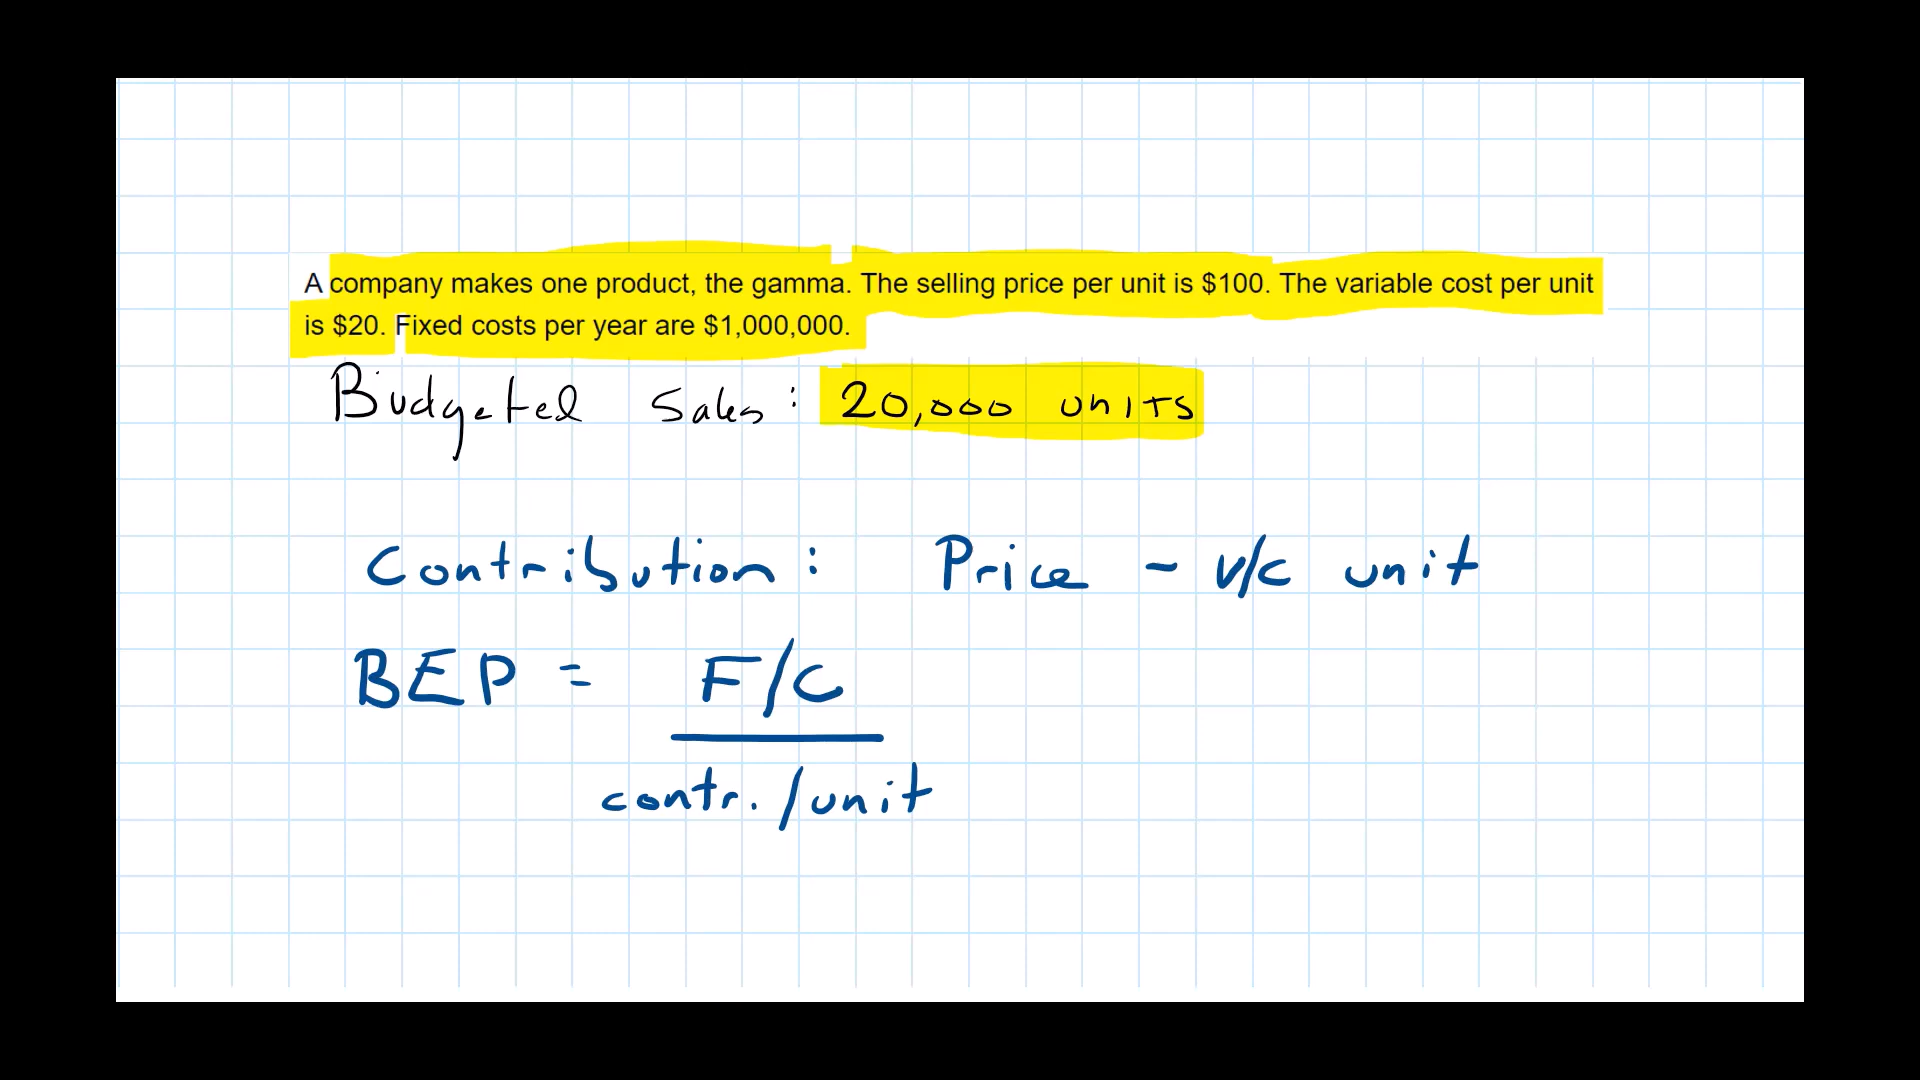 A company makes one product, the gamma. The selling price per unit is $100. The variable cost per unit
is $20. Fixed costs per year are $1,000,000.
Budgeted Sales: 20,000 units
Contribution: Price - v/c unit
BEP = F/C
contr./unit